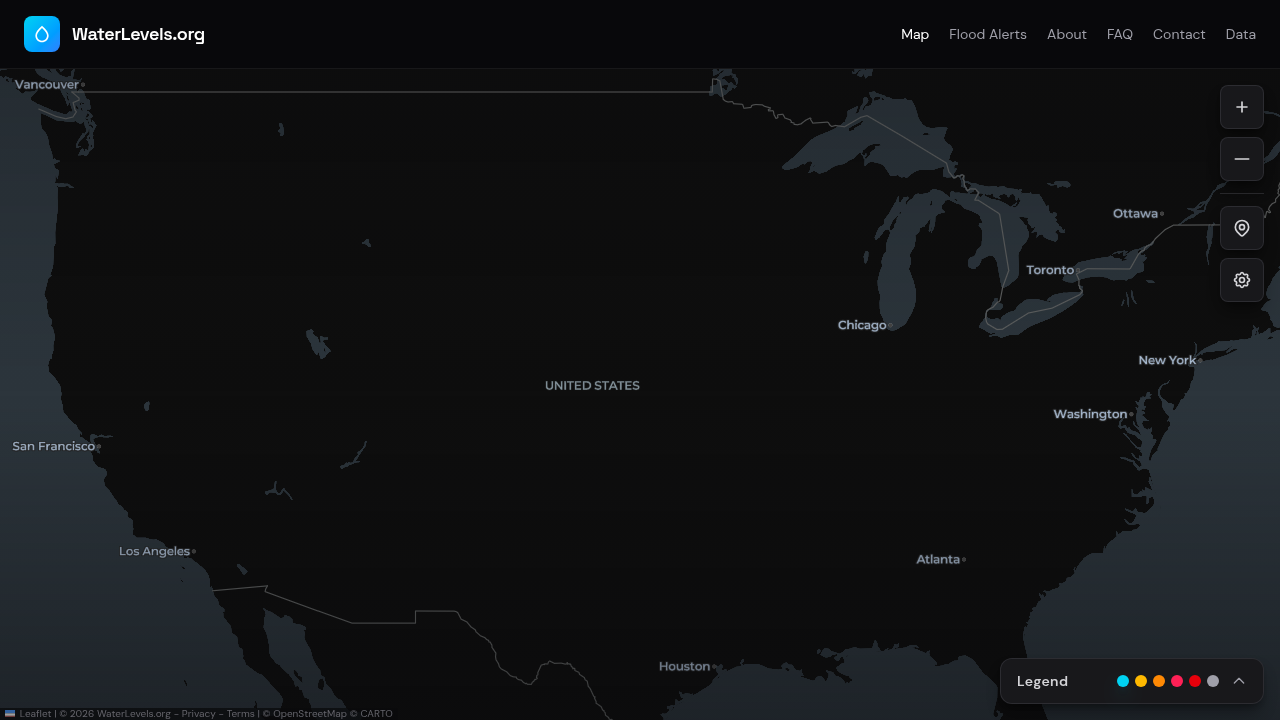 WaterLevels.org
Map Flood Alerts About FAQ Contact Data
Vancouver
Ottawa
Toronto
Chicago
New York
UNITED STATES
Washington
San Francisco
Los Angeles
Atlanta
Houston
Legend
Leaflet | © 2026 WaterLevels.org - Privacy - Terms | © OpenStreetMap © CARTO